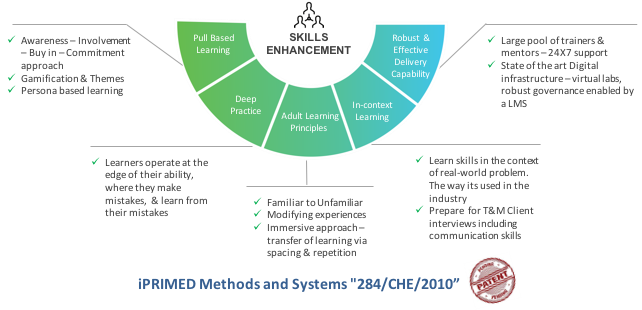 SKILLS
ENHANCEMENT
Pull Based
Learning
Deep
Practice
Adult Learning
Principles
In-context
Learning
Robust &
Effective
Delivery
Capability
✓ Awareness – Involvement
– Buy in – Commitment
approach
✓ Gamification & Themes
✓ Persona based learning
✓ Learners operate at the
edge of their ability,
where they make
mistakes, & learn from
their mistakes
✓ Familiar to Unfamiliar
✓ Modifying experiences
✓ Immersive approach –
transfer of learning via
spacing & repetition
✓ Learn skills in the context
of real-world problem.
The way its used in the
industry
✓ Prepare for T&M Client
interviews including
communication skills
✓ Large pool of trainers &
mentors – 24X7 support
✓ State of the art Digital
infrastructure – virtual labs,
robust governance enabled by
a LMS
iPRIMED Methods and Systems "284/CHE/2010”
PENDING
PATENT
PENDING